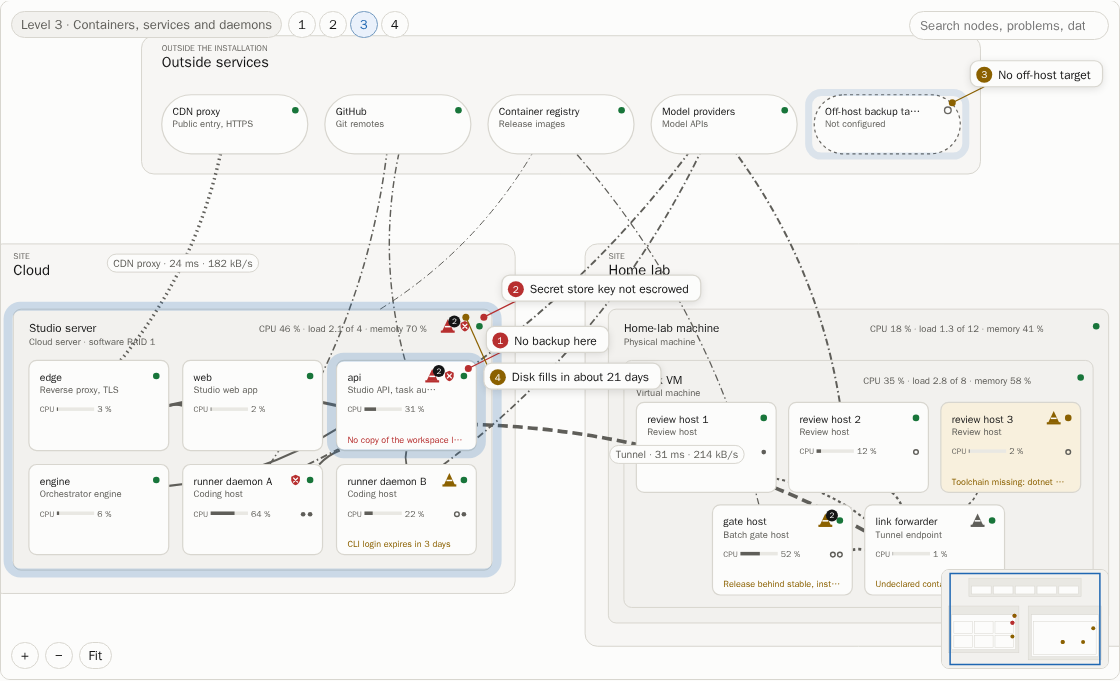 Level 3 · Containers, services and daemons
1
2
3
4
Search nodes, problems, dat
OUTSIDE THE INSTALLATION
Outside services
3 No off-host target
CDN proxy
Public entry, HTTPS
GitHub
Git remotes
Container registry
Release images
Model providers
Model APIs
Off-host backup ta···
Not configured
SITE
Cloud
CDN proxy · 24 ms · 182 kB/s
SITE
Home lab
2 Secret store key not escrowed
1 No backup here
4 Disk fills in about 21 days
Studio server
Cloud server · software RAID 1
CPU 46 % · load 2.1 of 4 · memory 70 %
2
Home-lab machine
Physical machine
CPU 18 % · load 1.3 of 12 · memory 41 %
VM
Virtual machine
CPU 35 % · load 2.8 of 8 · memory 58 %
edge
Reverse proxy, TLS
CPU 3 %
web
Studio web app
CPU 2 %
api
2
Studio API, task au···
CPU 31 %
No copy of the workspace l···
review host 1
Review host
review host 2
Review host
CPU 12 %
review host 3
Review host
CPU 2 %
Toolchain missing: dotnet ···
Tunnel · 31 ms · 214 kB/s
engine
Orchestrator engine
CPU 6 %
runner daemon A
Coding host
CPU 64 %
runner daemon B
Coding host
CPU 22 %
CLI login expires in 3 days
gate host
2
Batch gate host
CPU 52 %
Release behind stable, inst···
link forwarder
Tunnel endpoint
CPU 1 %
Undeclared
+
−
Fit